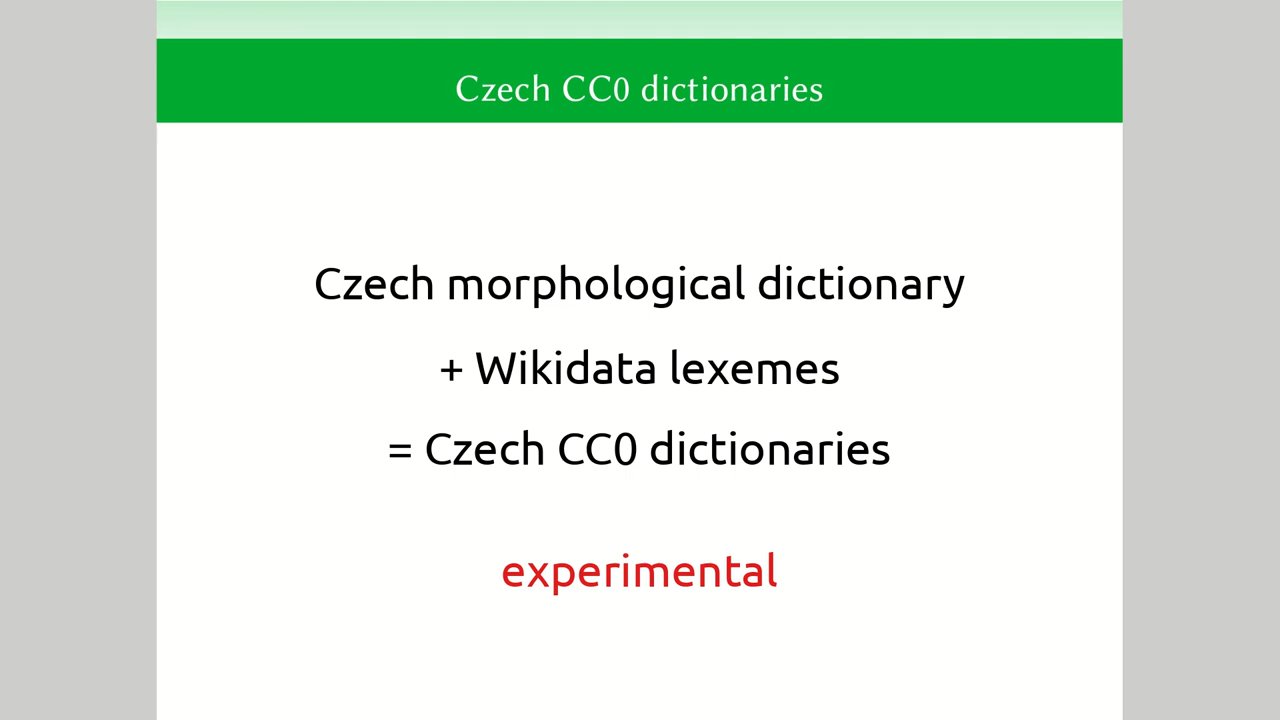 Czech CC0 dictionaries
Czech morphological dictionary
+ Wikidata lexemes
= Czech CC0 dictionaries
experimental